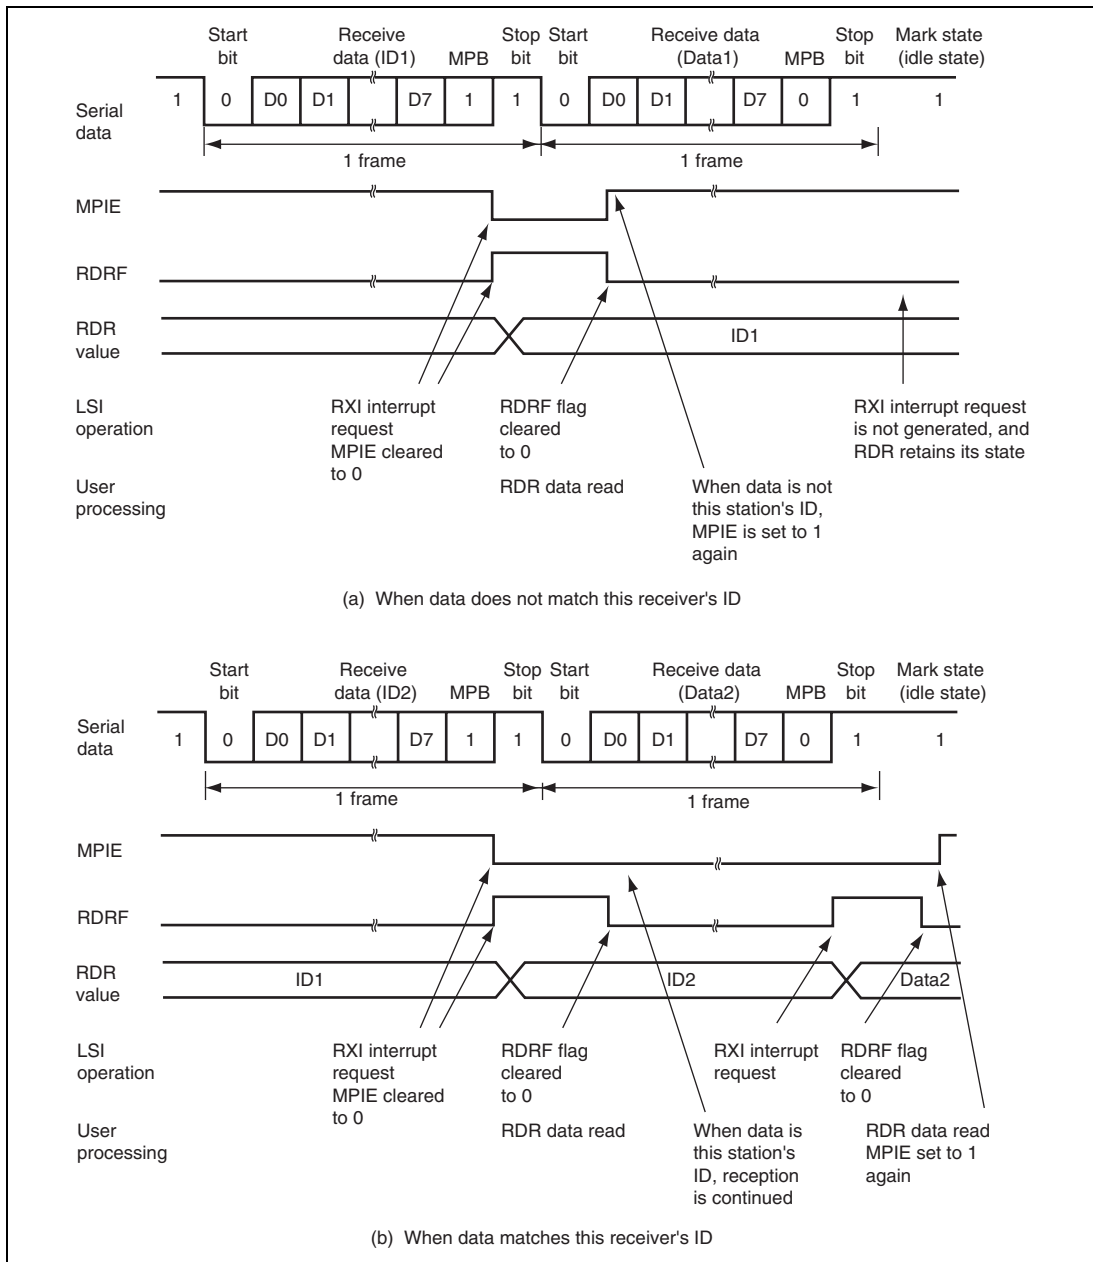 Start bit Receive data (ID1) MPB Stop bit Start bit Receive data (Data1) MPB Stop bit Mark state (idle state)
Serial data 1 0 D0 D1 D7 1 1 0 D0 D1 D7 0 1 1
1 frame 1 frame
MPIE
RDRF
RDR value ID1
LSI operation RXI interrupt request MPIE cleared to 0 RDRF flag cleared to 0 RXI interrupt request is not generated, and RDR retains its state
User processing RDR data read When data is not this station's ID, MPIE is set to 1 again
(a) When data does not match this receiver's ID
Start bit Receive data (ID2) MPB Stop bit Start bit Receive data (Data2) MPB Stop bit Mark state (idle state)
Serial data 1 0 D0 D1 D7 1 1 0 D0 D1 D7 0 1 1
1 frame 1 frame
MPIE
RDRF
RDR value ID1 ID2 Data2
LSI operation RXI interrupt request MPIE cleared to 0 RDRF flag cleared to 0 RXI interrupt request RDRF flag cleared to 0
User processing RDR data read When data is this station's ID, reception is continued RDR data read MPIE set to 1 again
(b) When data matches this receiver's ID